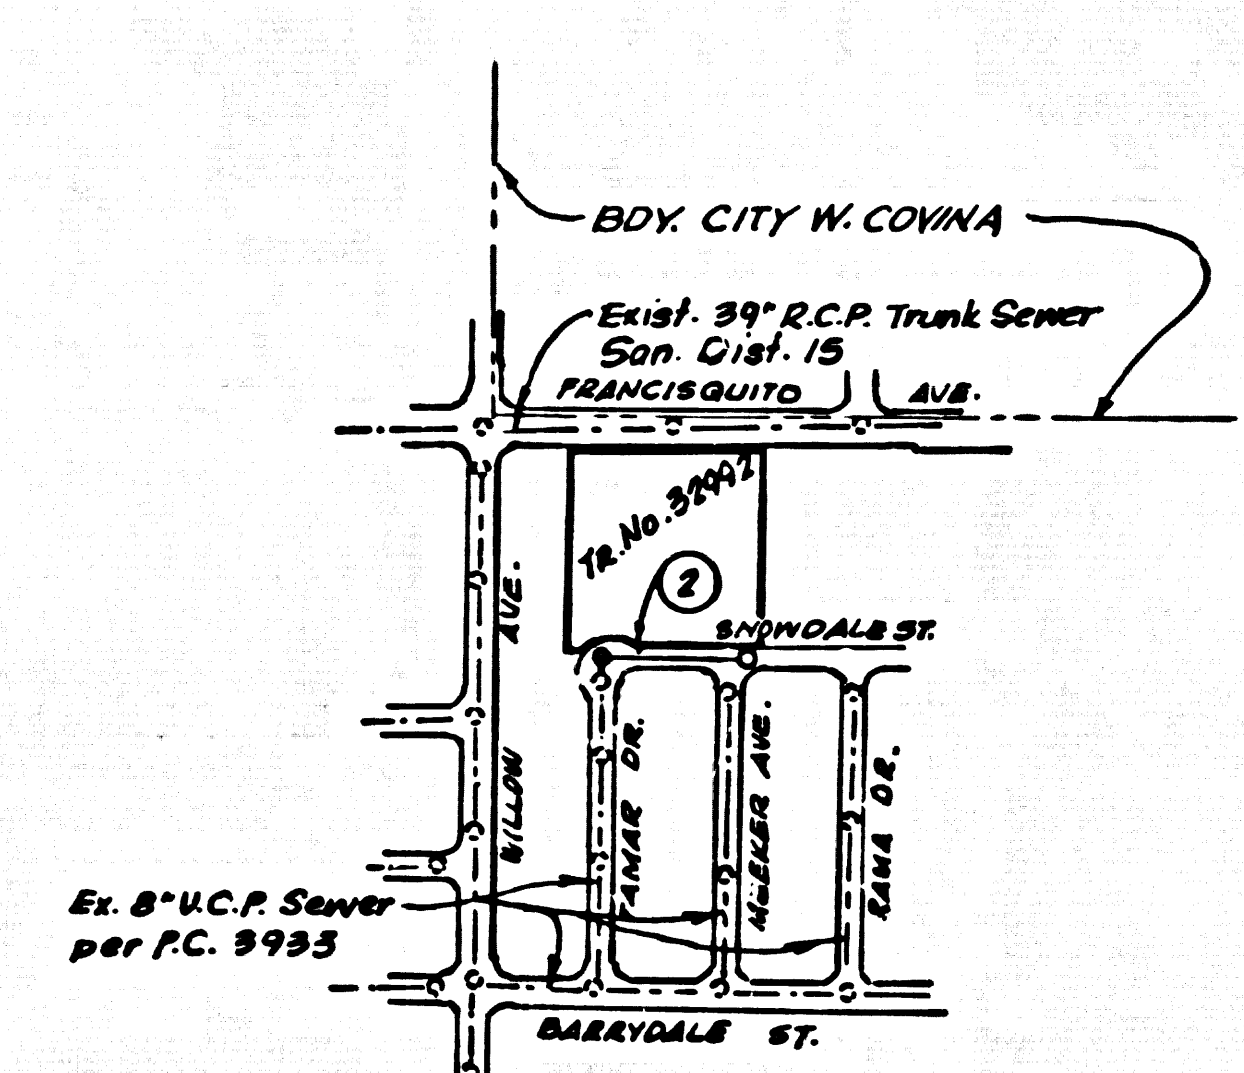 BDY. CITY W. COVINA
Exist. 39" R.C.P. Trunk Sewer
San. Dist. 15
FRANCISQUITO AVE.
TR. No. 32992
2
SNOWDALE ST.
WILLOW AVE.
TAMAR DR.
MEEKER AVE.
RAMA DR.
Ex. 8" V.C.P. Sewer
per P.C. 3933
BARRYDALE ST.